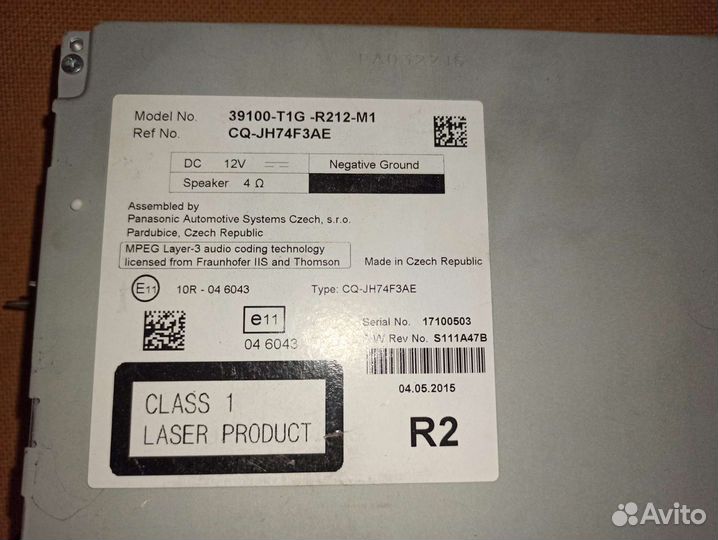 Model No. 39100-T1G -R212-M1
Ref No. CQ-JH74F3AE
DC 12V Negative Ground
Speaker 4 Ω
Assembled by
Panasonic Automotive Systems Czech, s.r.o.
Pardubice, Czech Republic
MPEG Layer-3 audio coding technology
licensed from Fraunhofer IIS and Thomson
Made in Czech Republic
E11 10R - 04 6043 Type: CQ-JH74F3AE
e11
04 6043
Serial No. 17100503
Rev No. S111A47B
04.05.2015
CLASS 1
LASER PRODUCT
R2
Avito